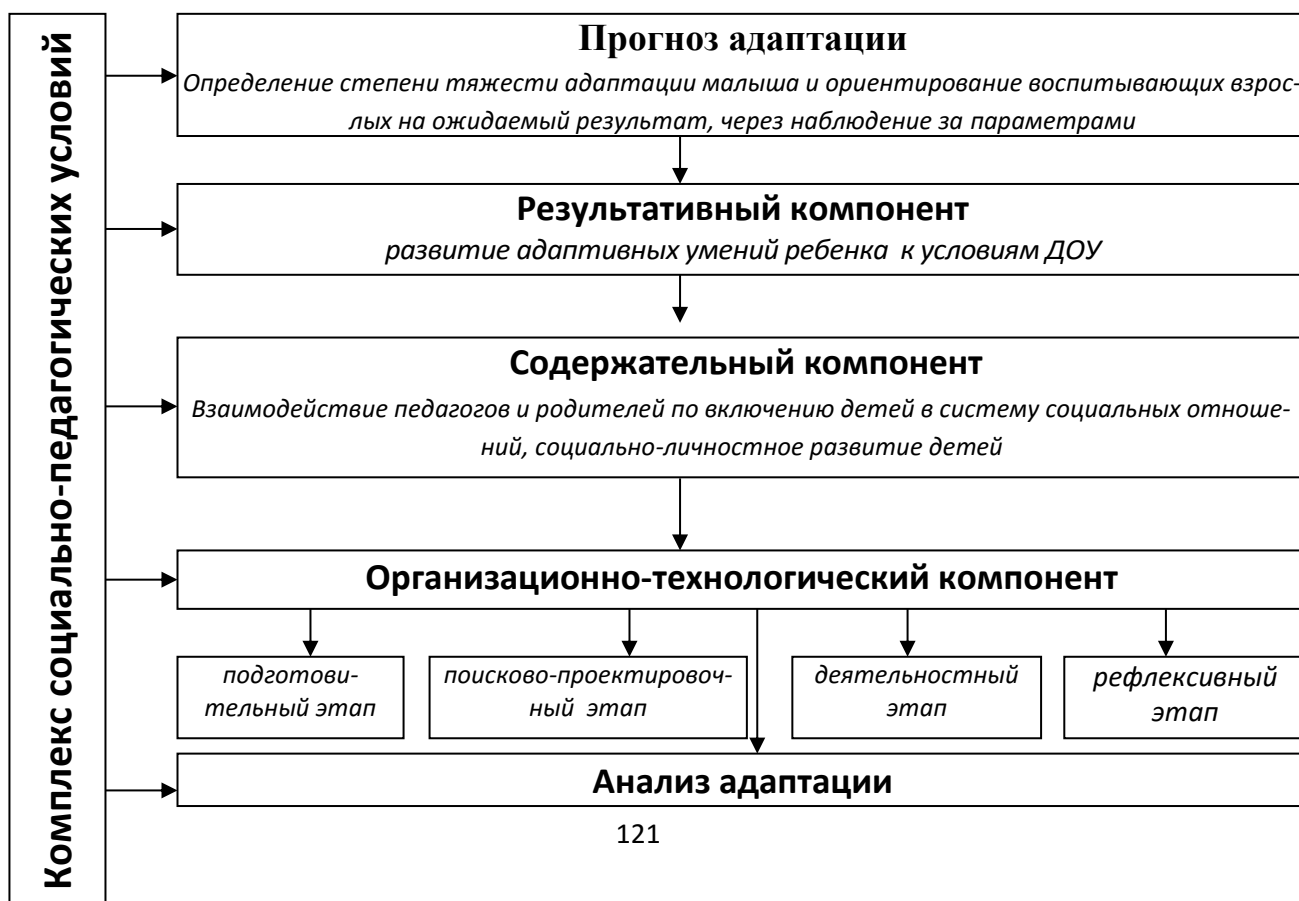 Комплекс социально-педагогических условий
Прогноз адаптации
Определение степени тяжести адаптации малыша и ориентирование воспитывающих взрос-
лых на ожидаемый результат, через наблюдение за параметрами
Результативный компонент
развитие адаптивных умений ребенка к условиям ДОУ
Содержательный компонент
Взаимодействие педагогов и родителей по включению детей в систему социальных отноше-
ний, социально-личностное развитие детей
Организационно-технологический компонент
подготови-
тельный этап
поисково-проектировоч-
ный этап
деятельностный
этап
рефлексивный
этап
Анализ адаптации
121